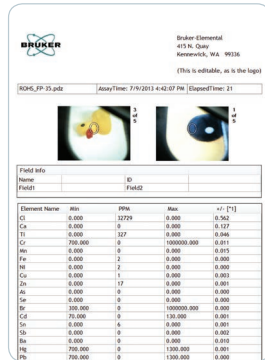 BRUKER
Bruker-Elemental
415 N. Quay
Kennewick, WA 99336
(This is editable, as is the logo)
ROHS_FP-35.pdz AssayTime: 7/9/2013 4:42:07 PM ElapsedTime: 21
3 of 5
1 of 5
Field Info
Name ID
Field1 Field2
Element Name Min PPM Max +/- [*1]
Cl 0.000 32729 0.000 0.562
Ca 0.000 0 0.000 0.127
Ti 0.000 327 0.000 0.046
Cr 700.000 0 1000000.000 0.011
Mn 0.000 0 0.000 0.015
Fe 0.000 2 0.000 0.000
Ni 0.000 2 0.000 0.000
Cu 0.000 1 0.000 0.003
Zn 0.000 17 0.000 0.001
As 0.000 0 0.000 0.000
Se 0.000 0 0.000 0.000
Br 300.000 0 1000000.000 0.000
Cd 70.000 0 130.000 0.001
Sn 0.000 6 0.000 0.001
Sb 0.000 0 0.000 0.002
Ba 0.000 0 0.000 0.010
Hg 700.000 0 1300.000 0.001
Pb 700.000 0 1300.000 0.000